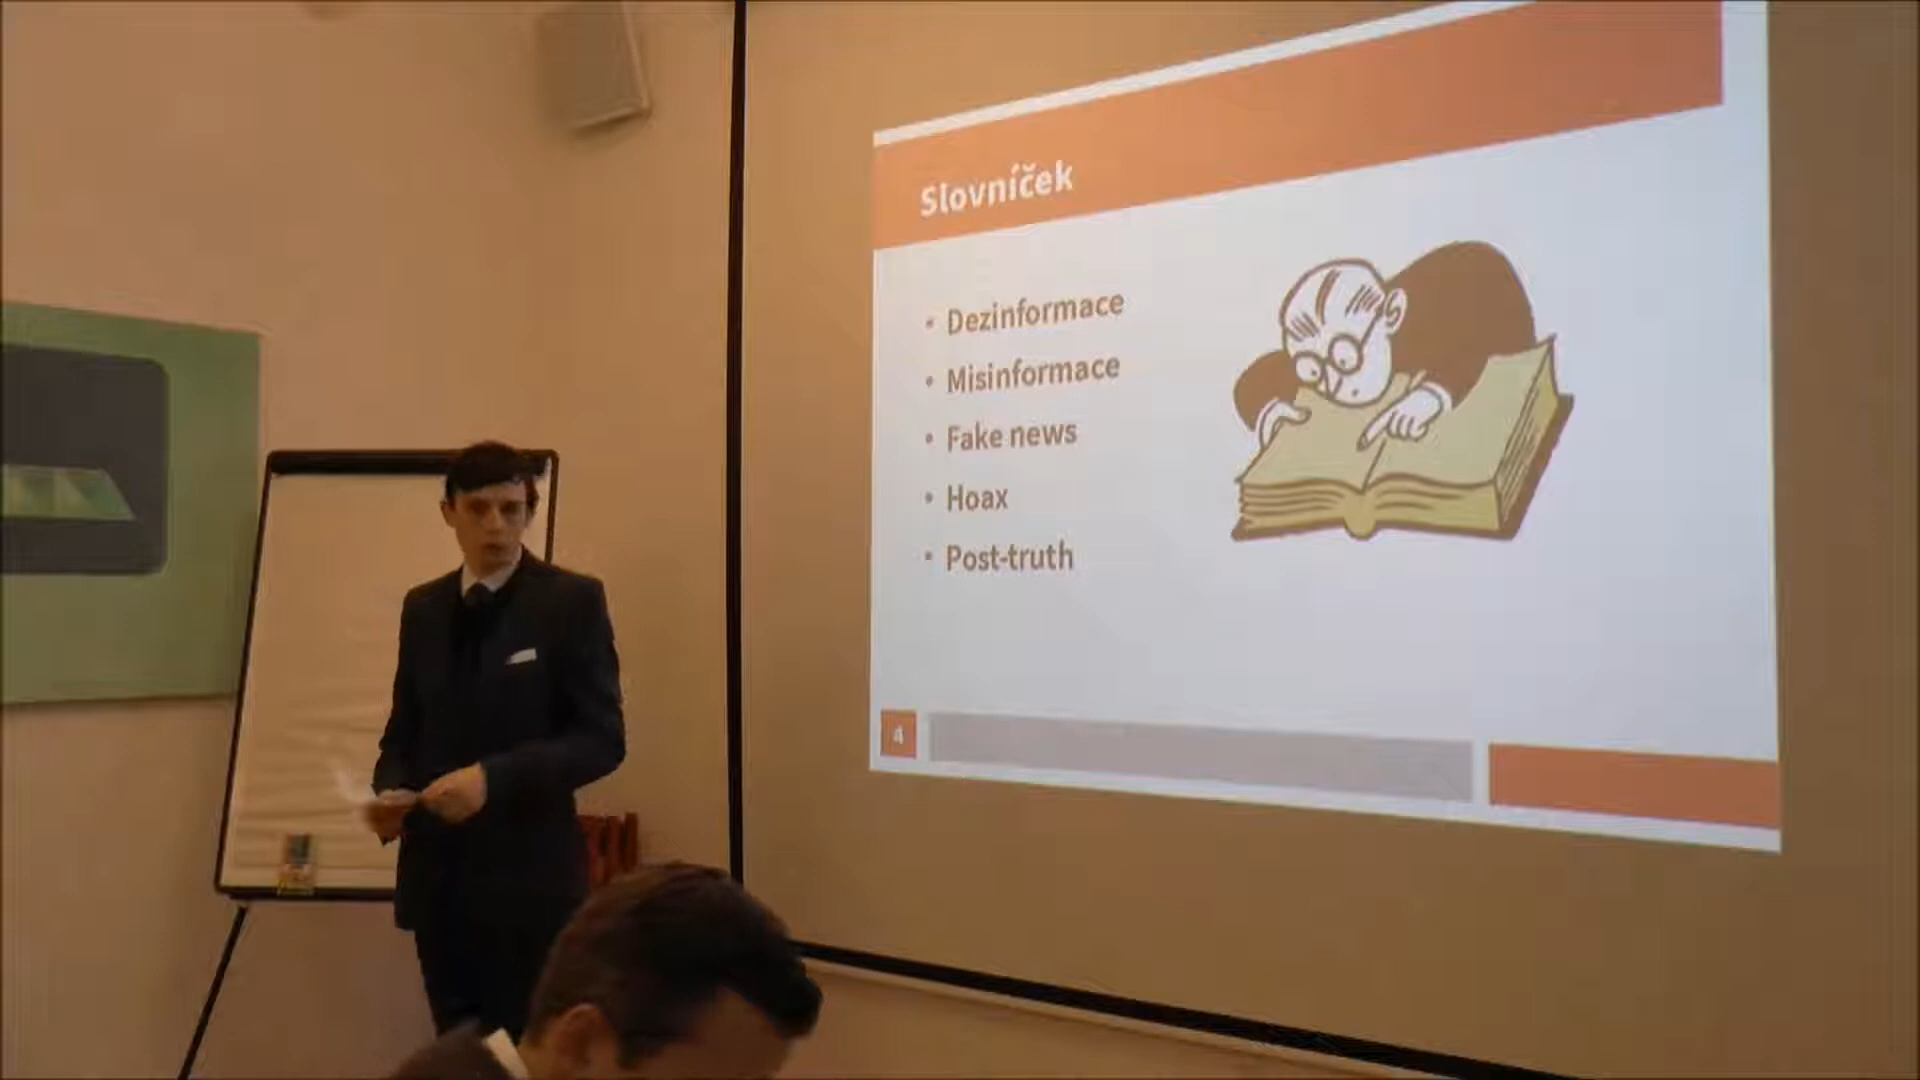 Slovníček
• Dezinformace
• Misinformace
• Fake news
• Hoax
• Post-truth
4